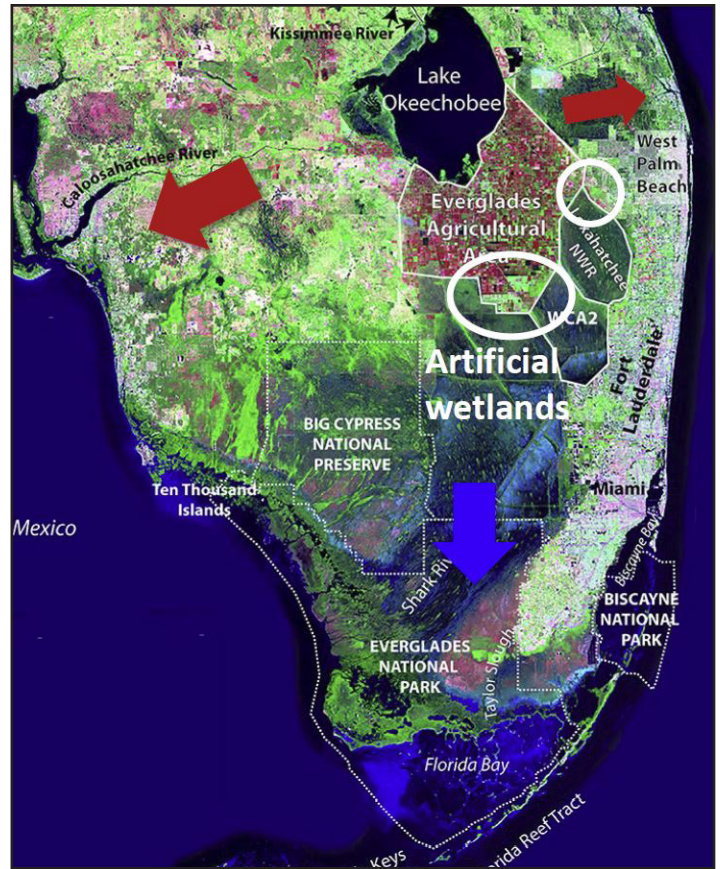 Kissimmee River
Lake
Okeechobee
Caloosahatchee River
West
Palm
Beach
Everglades
Agricultural
NWR
WCA2
Artificial
wetlands
Fort
Lauderdale
BIG CYPRESS
NATIONAL
PRESERVE
Ten Thousand
Islands
Miami
Mexico
Biscayne Bay
Shark
BISCAYNE
NATIONAL
PARK
EVERGLADES
NATIONAL
PARK
Taylor Slough
Florida Bay
Keys
Reef Tract